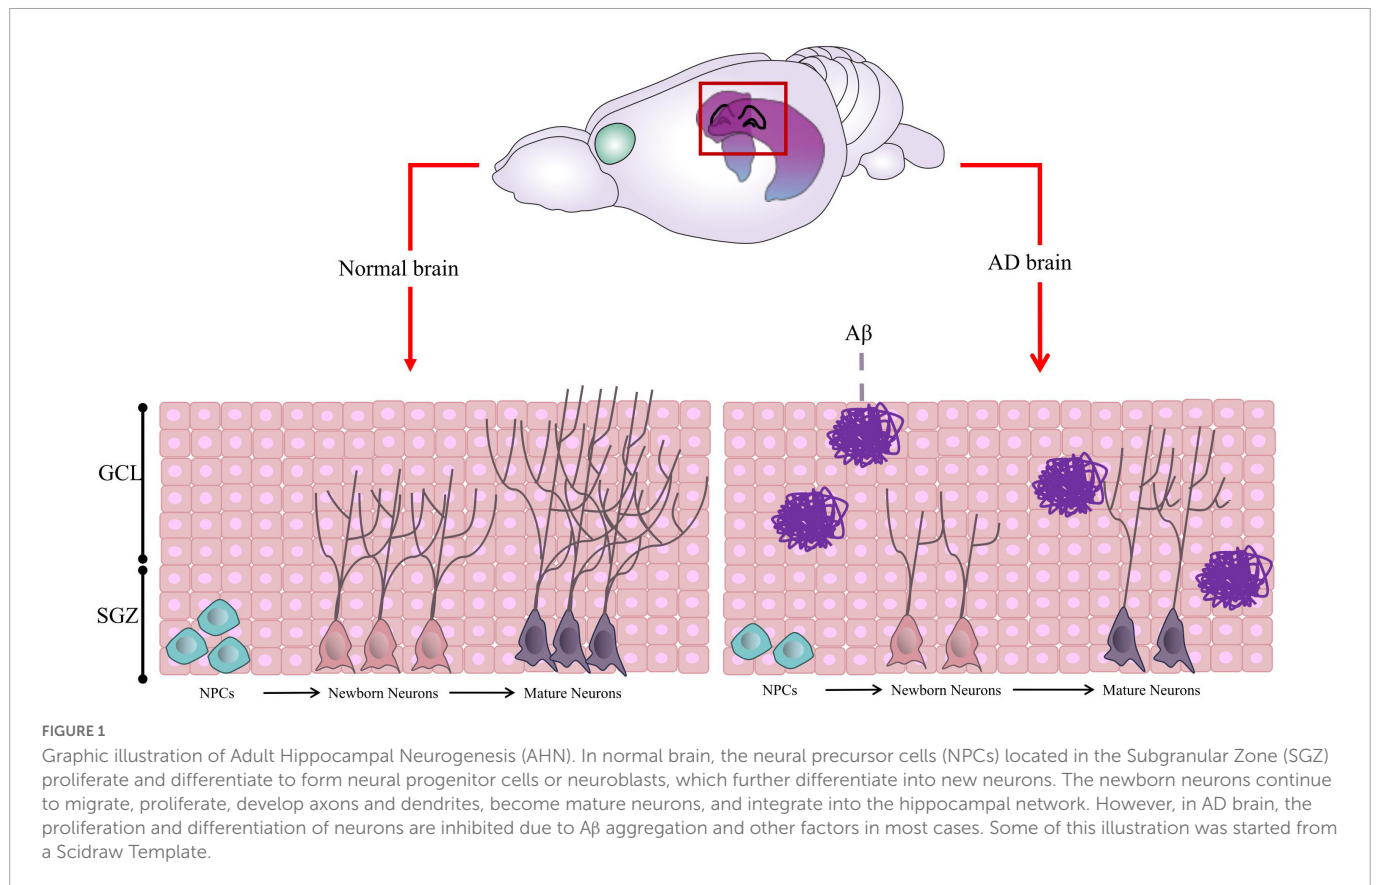 Normal brain
AD brain
Aβ
GCL
SGZ
NPCs
Newborn Neurons
Mature Neurons
NPCs
Newborn Neurons
Mature Neurons
FIGURE 1
Graphic illustration of Adult Hippocampal Neurogenesis (AHN). In normal brain, the neural precursor cells (NPCs) located in the Subgranular Zone (SGZ)
proliferate and differentiate to form neural progenitor cells or neuroblasts, which further differentiate into new neurons. The newborn neurons continue
to migrate, proliferate, develop axons and dendrites, become mature neurons, and integrate into the hippocampal network. However, in AD brain, the
proliferation and differentiation of neurons are inhibited due to Aβ aggregation and other factors in most cases. Some of this illustration was started from
a Scidraw Template.